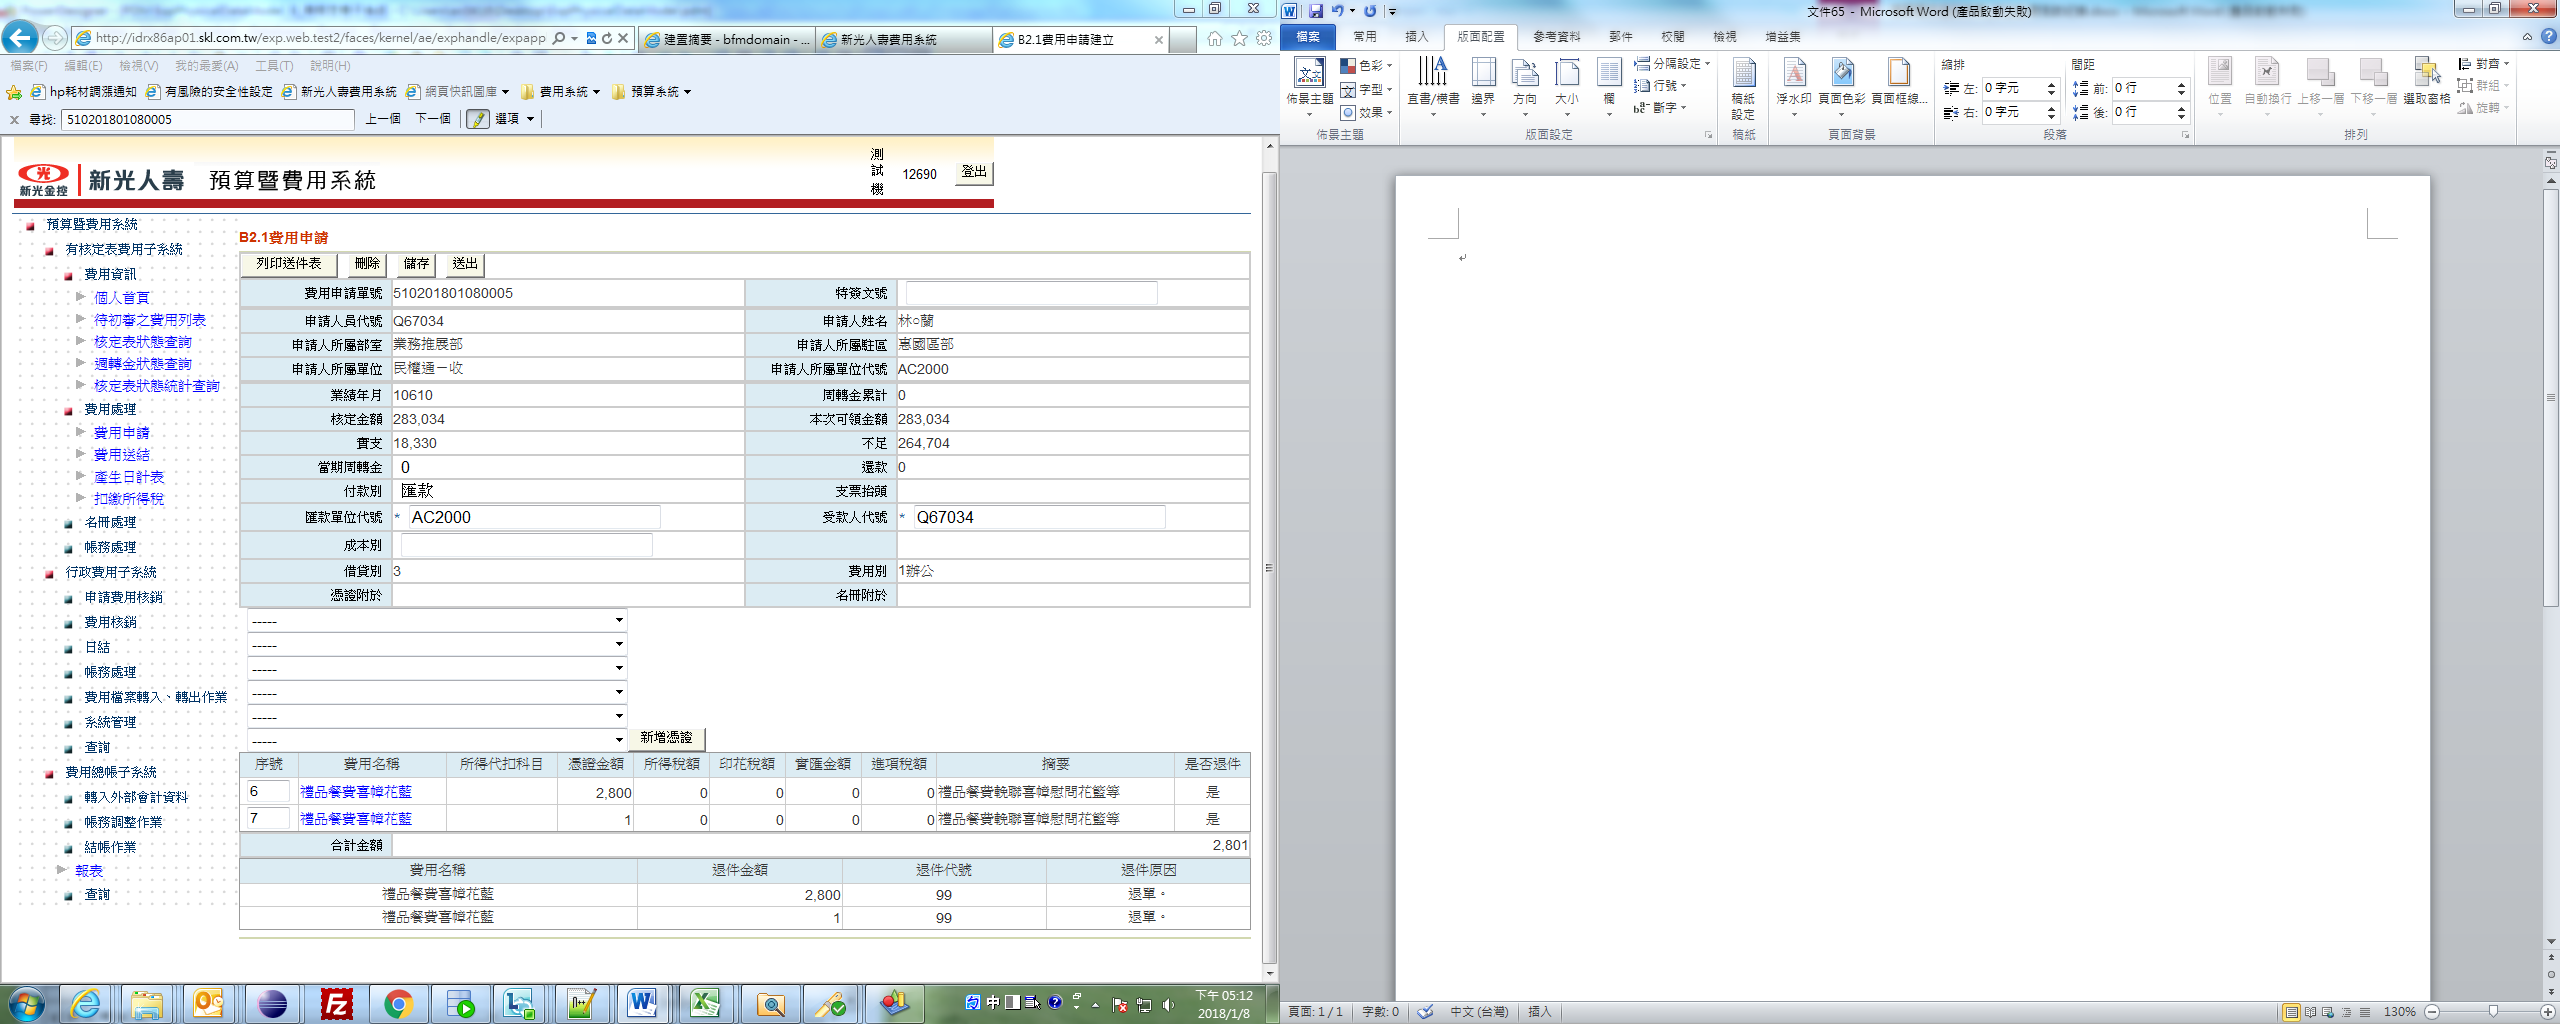 http://idrx86ap01.skl.com.tw/exp.web.test2/faces/kernel/ae/exphandle/expapp
建置摘要 - bfmdomain - ...
新光人壽費用系統
B2.1費用申請建立
檔案(F) 編輯(E) 檢視(V) 我的最愛(A) 工具(T) 說明(H)
hp耗材調漲通知 有風險的安全性設定 新光人壽費用系統 網頁快訊圖庫 費用系統 預算系統
尋找: 510201801080005 上一個 下一個 選項
新光金控 新光人壽 預算暨費用系統
測試機 12690 登出
預算暨費用系統
有核定表費用子系統
費用資訊
個人首頁
待初審之費用列表
核定表狀態查詢
週轉金狀態查詢
核定表狀態統計查詢
費用處理
費用申請
費用送結
產生日計表
扣繳所得稅
名冊處理
帳務處理
行政費用子系統
申請費用核銷
費用核銷
日結
帳務處理
費用檔案轉入、轉出作業
系統管理
查詢
費用總帳子系統
轉入外部會計資料
帳務調整作業
結帳作業
報表
查詢
B2.1費用申請
列印送件表 刪除 儲存 送出
費用申請單號 510201801080005 特簽文號
申請人員代號 Q67034 申請人姓名 林○蘭
申請人所屬部室 業務推展部 申請人所屬駐區 惠國區部
申請人所屬單位 民權通一收 申請人所屬單位代號 AC2000
業績年月 10610 周轉金累計 0
核定金額 283,034 本次可領金額 283,034
實支 18,330 不足 264,704
當期周轉金 0 還款 0
付款別 匯款 支票抬頭
匯款單位代號 * AC2000 受款人代號 * Q67034
成本別
借貸別 3 費用別 1辦公
憑證附於 名冊附於
-----
-----
-----
-----
-----
----- 新增憑證
序號 費用名稱 所得代扣科目 憑證金額 所得稅額 印花稅額 實匯金額 進項稅額 摘要 是否退件
6 禮品餐費喜幛花籃 2,800 0 0 0 0 禮品餐費輓聯喜幛慰問花籃等 是
7 禮品餐費喜幛花籃 1 0 0 0 0 禮品餐費輓聯喜幛慰問花籃等 是
合計金額 2,801
費用名稱 退件金額 退件代號 退件原因
禮品餐費喜幛花籃 2,800 99 退單。
禮品餐費喜幛花籃 1 99 退單。
中
下午 05:12
2018/1/8
文件65 - Microsoft Word (產品啟動失敗)
檔案 常用 插入 版面配置 參考資料 郵件 校閱 檢視 增益集
佈景主題 色彩 字型 效果
直書/橫書 邊界 方向 大小 欄 分隔設定 行號 斷字
稿紙設定
浮水印 頁面色彩 頁面框線...
縮排 左: 0 字元 右: 0 字元
間距 前: 0 行 後: 0 行
位置 自動換行 上移一層 下移一層 選取窗格 對齊 群組 旋轉
佈景主題 版面設定 稿紙 頁面背景 段落 排列
頁面: 1 / 1 字數: 0 中文 (台灣) 插入 130%